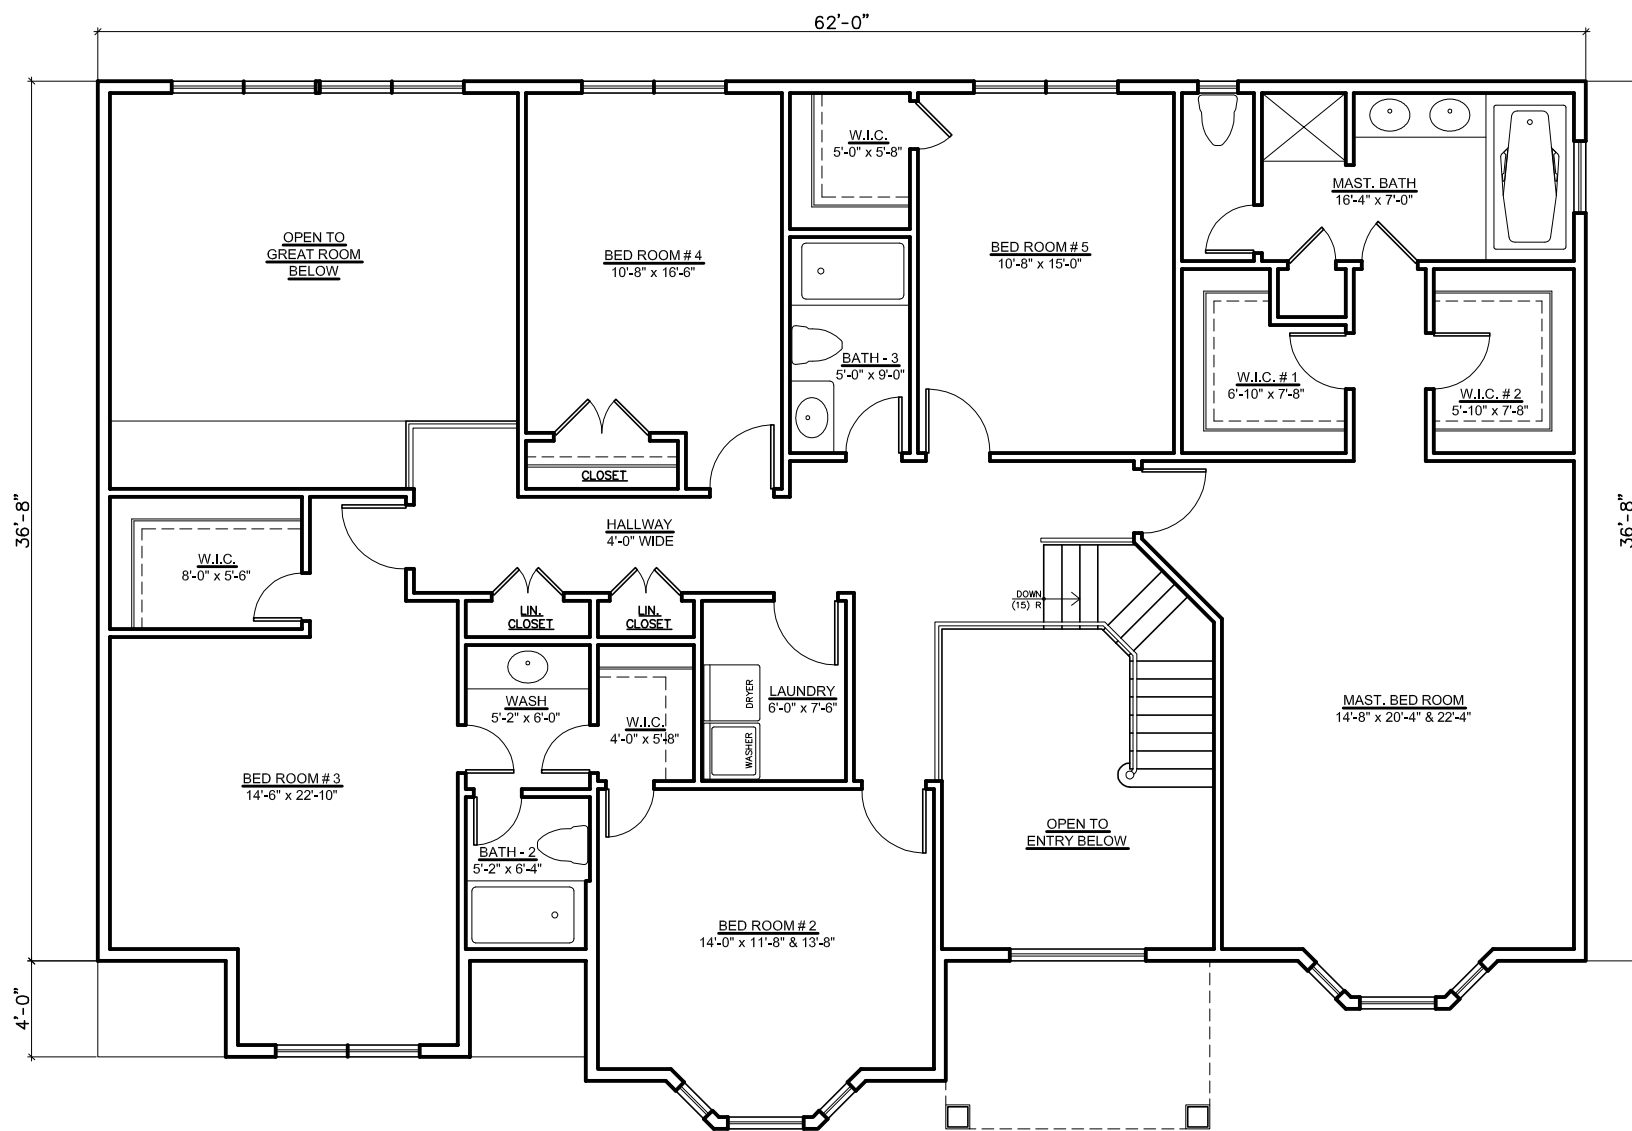 62'-0"
36'-8"
36'-8"
4'-0"
OPEN TO
GREAT ROOM
BELOW
BED ROOM # 4
10'-8" x 16'-6"
W.I.C.
5'-0" x 5'-8"
BED ROOM # 5
10'-8" x 15'-0"
MAST. BATH
16'-4" x 7'-0"
BATH - 3
5'-0" x 9'-0"
W.I.C. # 1
6'-10" x 7'-8"
W.I.C. # 2
5'-10" x 7'-8"
CLOSET
HALLWAY
4'-0" WIDE
W.I.C.
8'-0" x 5'-6"
LIN.
CLOSET
LIN.
CLOSET
DOWN
(15) R
WASH
5'-2" x 6'-0"
W.I.C.
4'-0" x 5'-8"
DRYER
WASHER
LAUNDRY
6'-0" x 7'-6"
MAST. BED ROOM
14'-8" x 20'-4" & 22'-4"
BED ROOM # 3
14'-6" x 22'-10"
BATH - 2
5'-2" x 6'-4"
OPEN TO
ENTRY BELOW
BED ROOM # 2
14'-0" x 11'-8" & 13'-8"